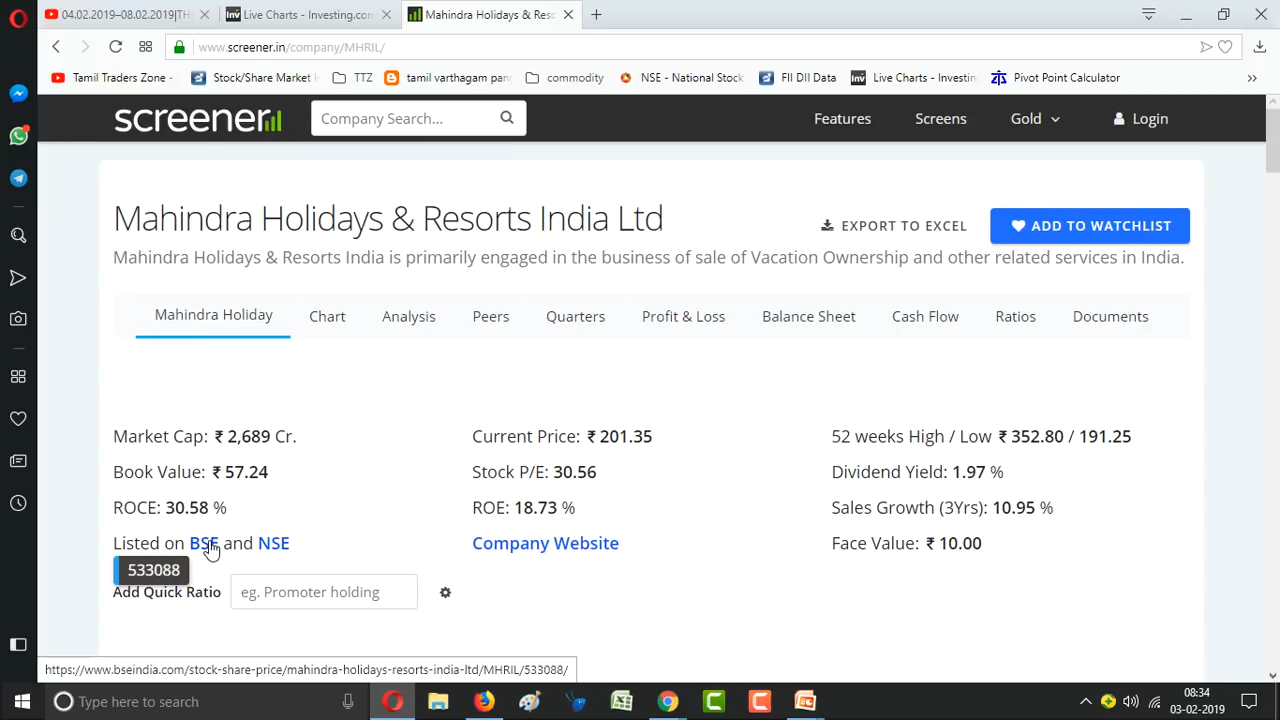 04.02.2019–08.02.2019|TH
Live Charts - Investing.com
Mahindra Holidays & Reso
www.screener.in/company/MHRIL/
Tamil Traders Zone -
Stock/Share Market I
TTZ
tamil varthagam pan
commodity
NSE - National Stock
FII DII Data
Live Charts - Investin
Pivot Point Calculator
screener
Company Search...
Features
Screens
Gold
Login
Mahindra Holidays & Resorts India Ltd
EXPORT TO EXCEL
ADD TO WATCHLIST
Mahindra Holidays & Resorts India is primarily engaged in the business of sale of Vacation Ownership and other related services in India.
Mahindra Holiday
Chart
Analysis
Peers
Quarters
Profit & Loss
Balance Sheet
Cash Flow
Ratios
Documents
Market Cap: ₹ 2,689 Cr.
Current Price: ₹ 201.35
52 weeks High / Low ₹ 352.80 / 191.25
Book Value: ₹ 57.24
Stock P/E: 30.56
Dividend Yield: 1.97 %
ROCE: 30.58 %
ROE: 18.73 %
Sales Growth (3Yrs): 10.95 %
Listed on BSE and NSE
Company Website
Face Value: ₹ 10.00
533088
Add Quick Ratio
eg. Promoter holding
https://www.bseindia.com/stock-share-price/mahindra-holidays-resorts-india-ltd/MHRIL/533088/
Type here to search
08:34
03-02-2019